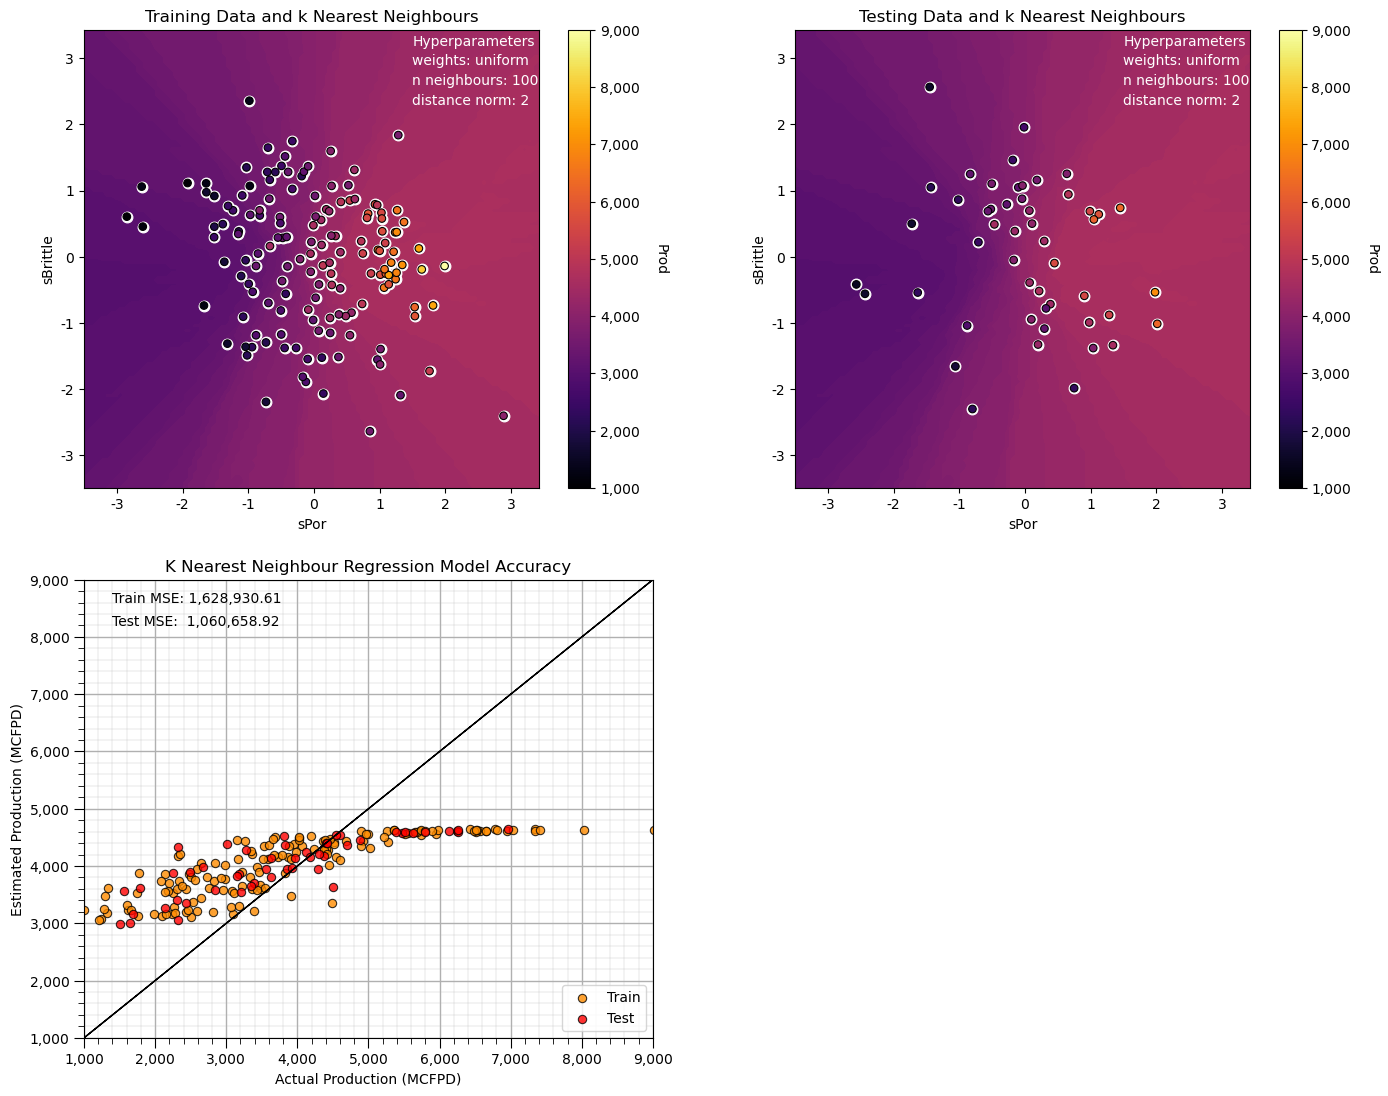 Training Data and k Nearest Neighbours
Hyperparameters
weights: uniform
n neighbours: 100
distance norm: 2
3
2
1
0
-1
-2
-3
sBrittle
-3
-2
-1
0
1
2
3
sPor
9,000
8,000
7,000
6,000
5,000
4,000
3,000
2,000
1,000
Prod
Testing Data and k Nearest Neighbours
Hyperparameters
weights: uniform
n neighbours: 100
distance norm: 2
3
2
1
0
-1
-2
-3
sBrittle
-3
-2
-1
0
1
2
3
sPor
9,000
8,000
7,000
6,000
5,000
4,000
3,000
2,000
1,000
Prod
K Nearest Neighbour Regression Model Accuracy
Train MSE: 1,628,930.61
Test MSE:  1,060,658.92
9,000
8,000
7,000
6,000
5,000
4,000
3,000
2,000
1,000
Estimated Production (MCFPD)
Train
Test
1,000
2,000
3,000
4,000
5,000
6,000
7,000
8,000
9,000
Actual Production (MCFPD)